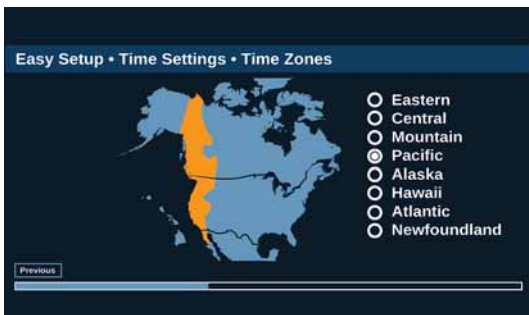 Easy Setup • Time Settings • Time Zones
Eastern
Central
Mountain
Pacific
Alaska
Hawaii
Atlantic
Newfoundland
Previous